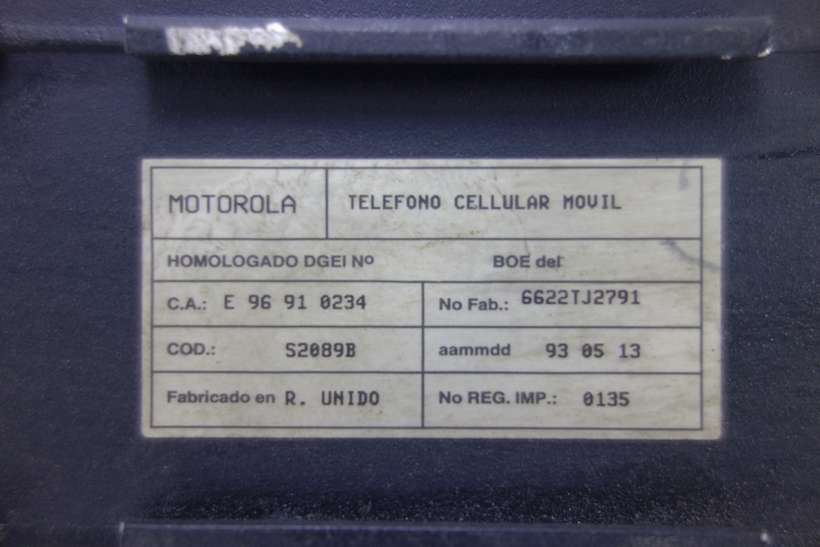 MOTOROLA TELEFONO CELLULAR MOVIL
HOMOLOGADO DGEI Nº BOE del
C.A.: E 96 91 0234 No Fab.: 6622TJ2791
COD.: S2089B aammdd 93 05 13
Fabricado en R. UNIDO No REG. IMP.: 0135